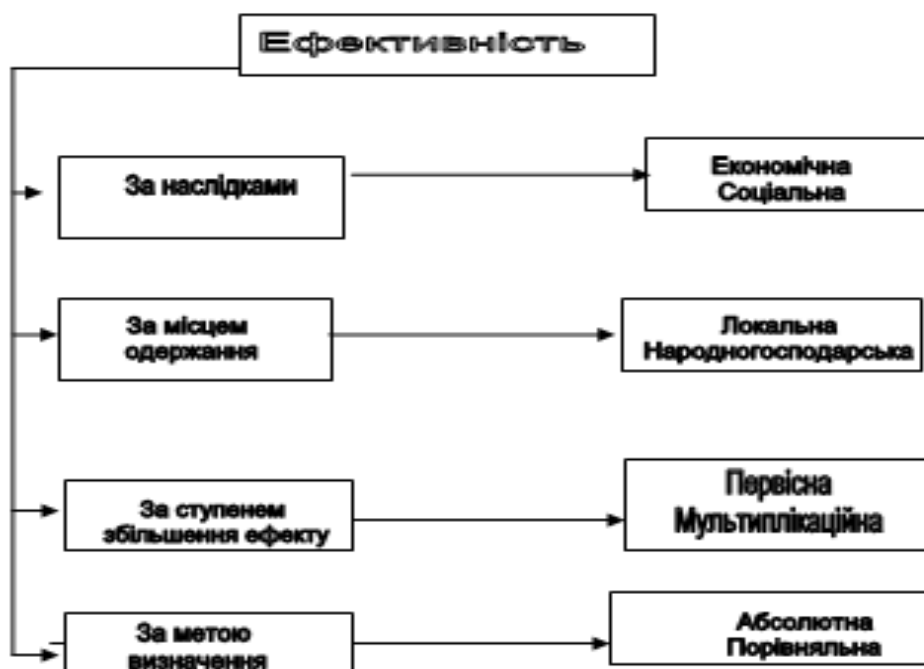 Ефективність
За наслідками
Економічна
Соціальна
За місцем
одержання
Локальна
Народногосподарська
За ступенем
збільшення ефекту
Первісна
Мультиплікаційна
За метою
визначення
Абсолютна
Порівняльна